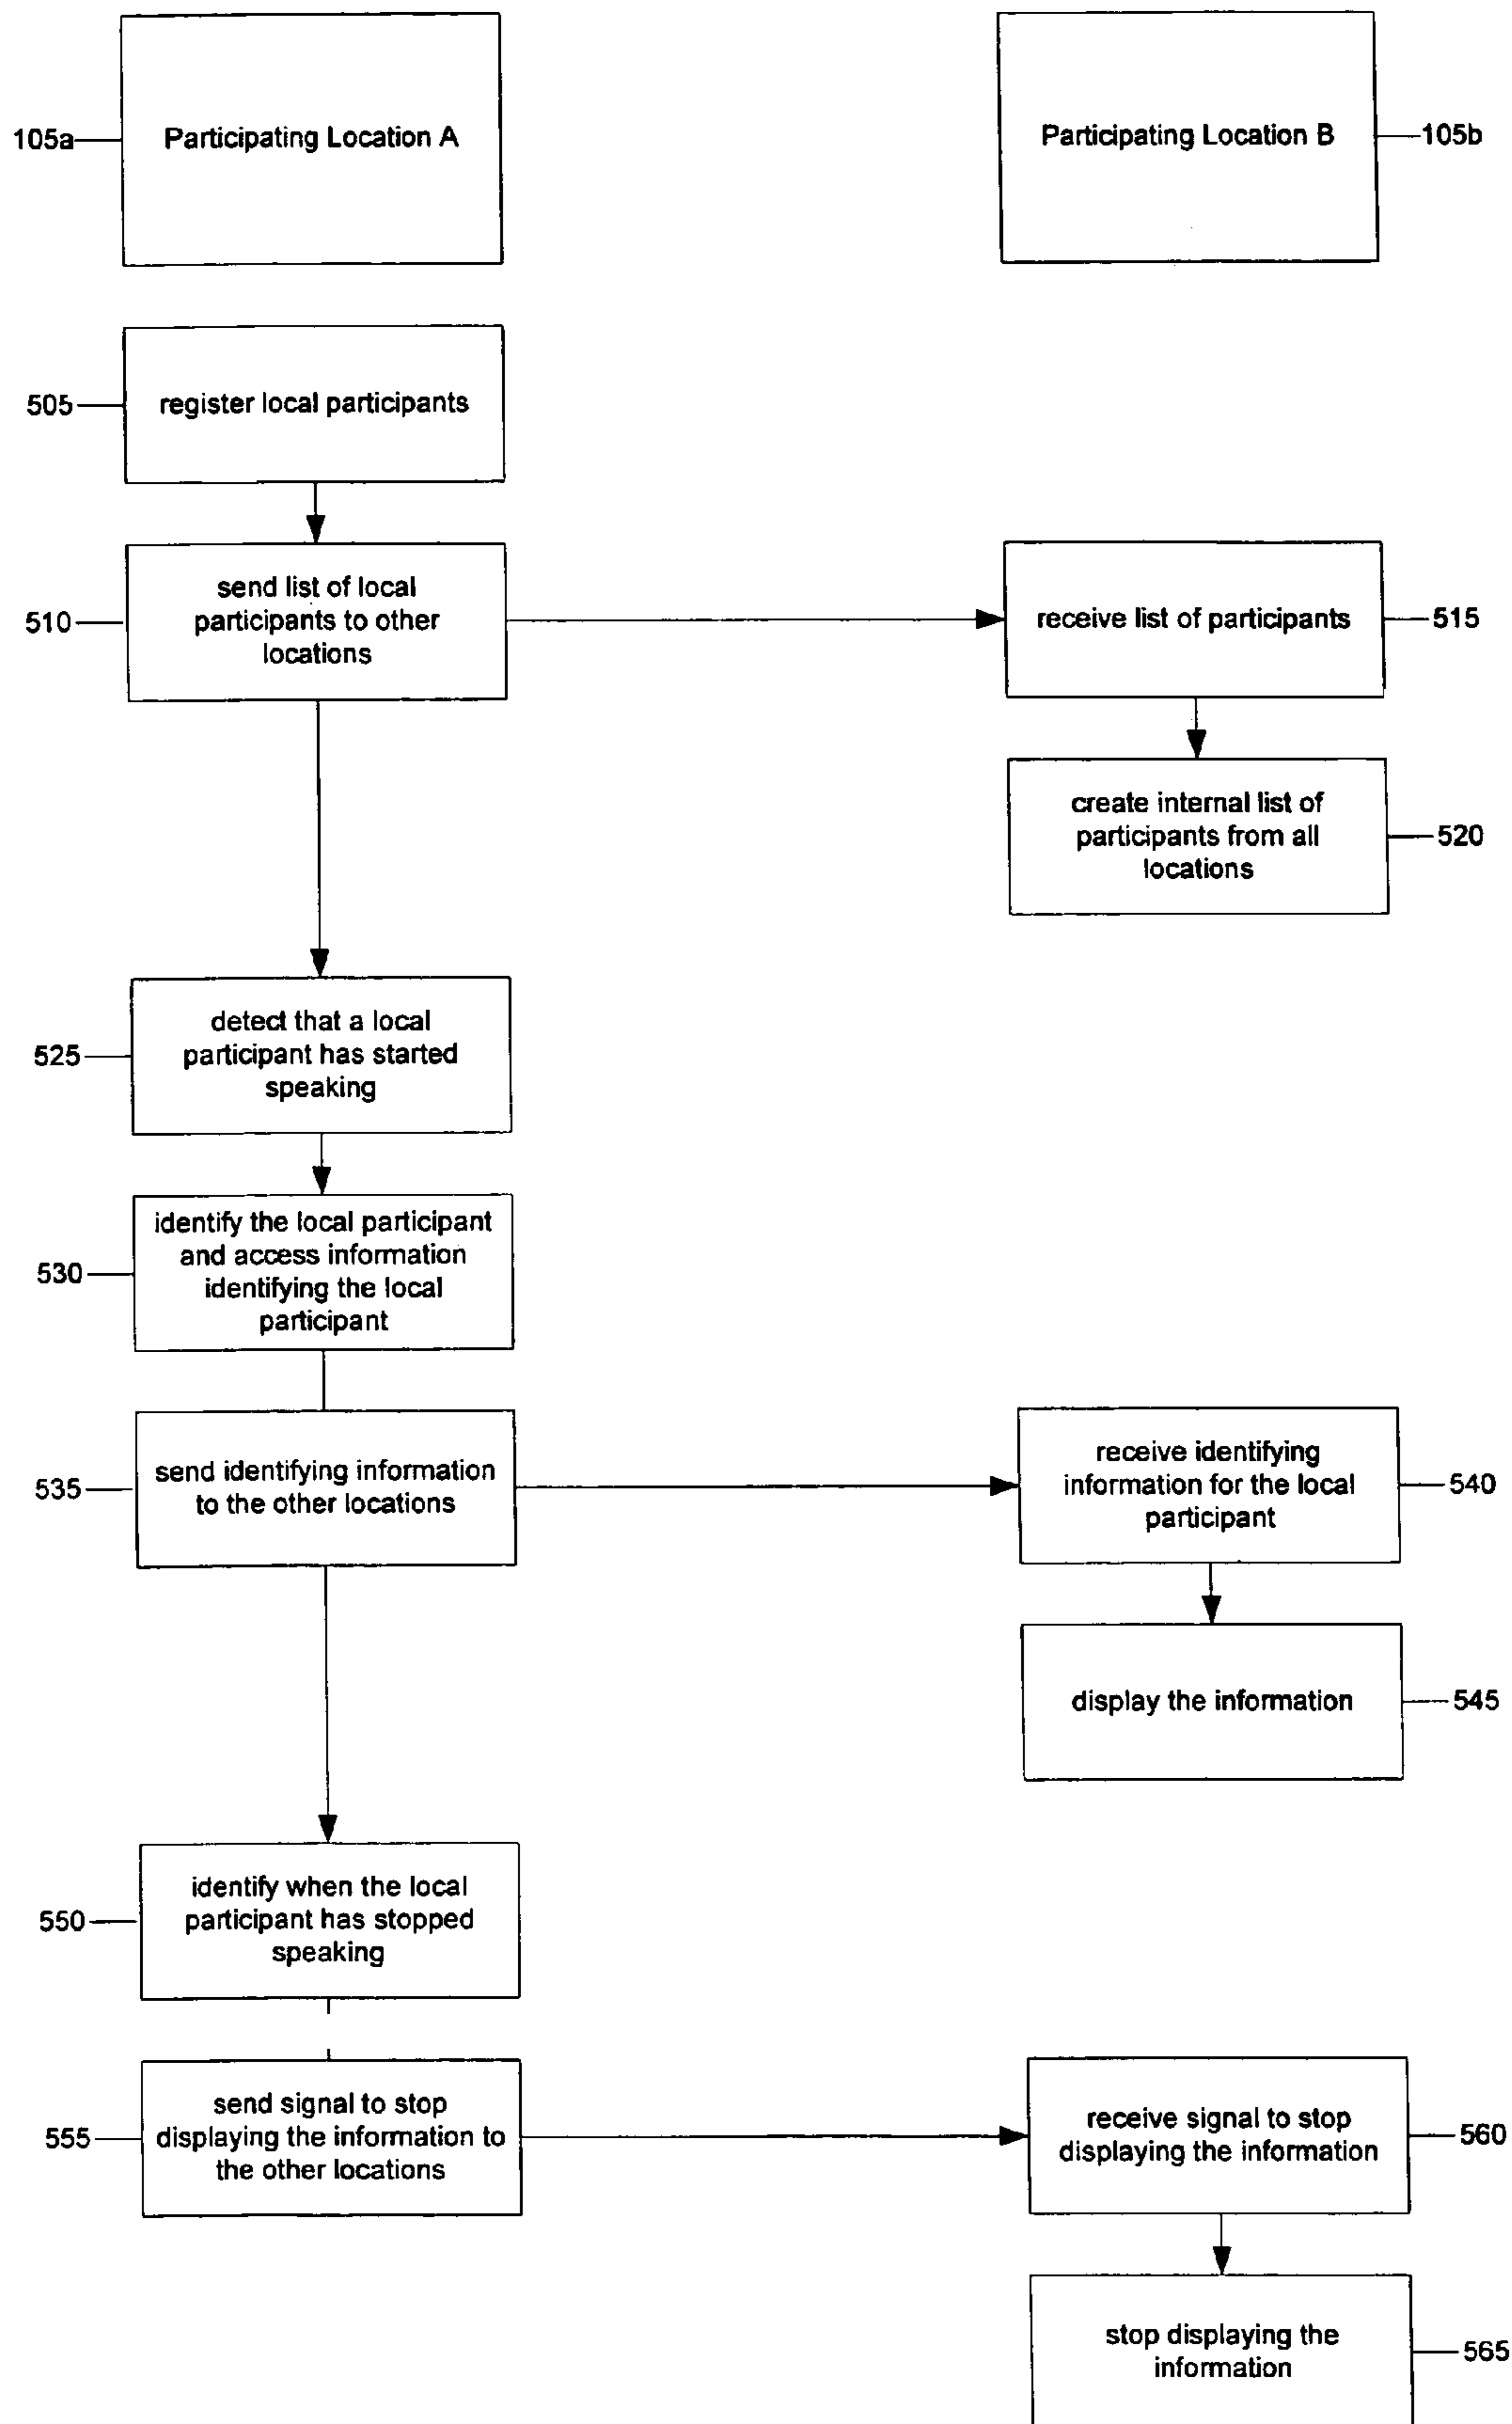 105a
Participating Location A
Participating Location B
105b
505
register local participants
510
send list of local
participants to other
locations
receive list of participants
515
create internal list of
participants from all
locations
520
525
detect that a local
participant has started
speaking
530
identify the local participant
and access information
identifying the local
participant
535
send identifying information
to the other locations
receive identifying
information for the local
participant
540
display the information
545
550
identify when the local
participant has stopped
speaking
555
send signal to stop
displaying the information to
the other locations
receive signal to stop
displaying the information
560
stop displaying the
information
565